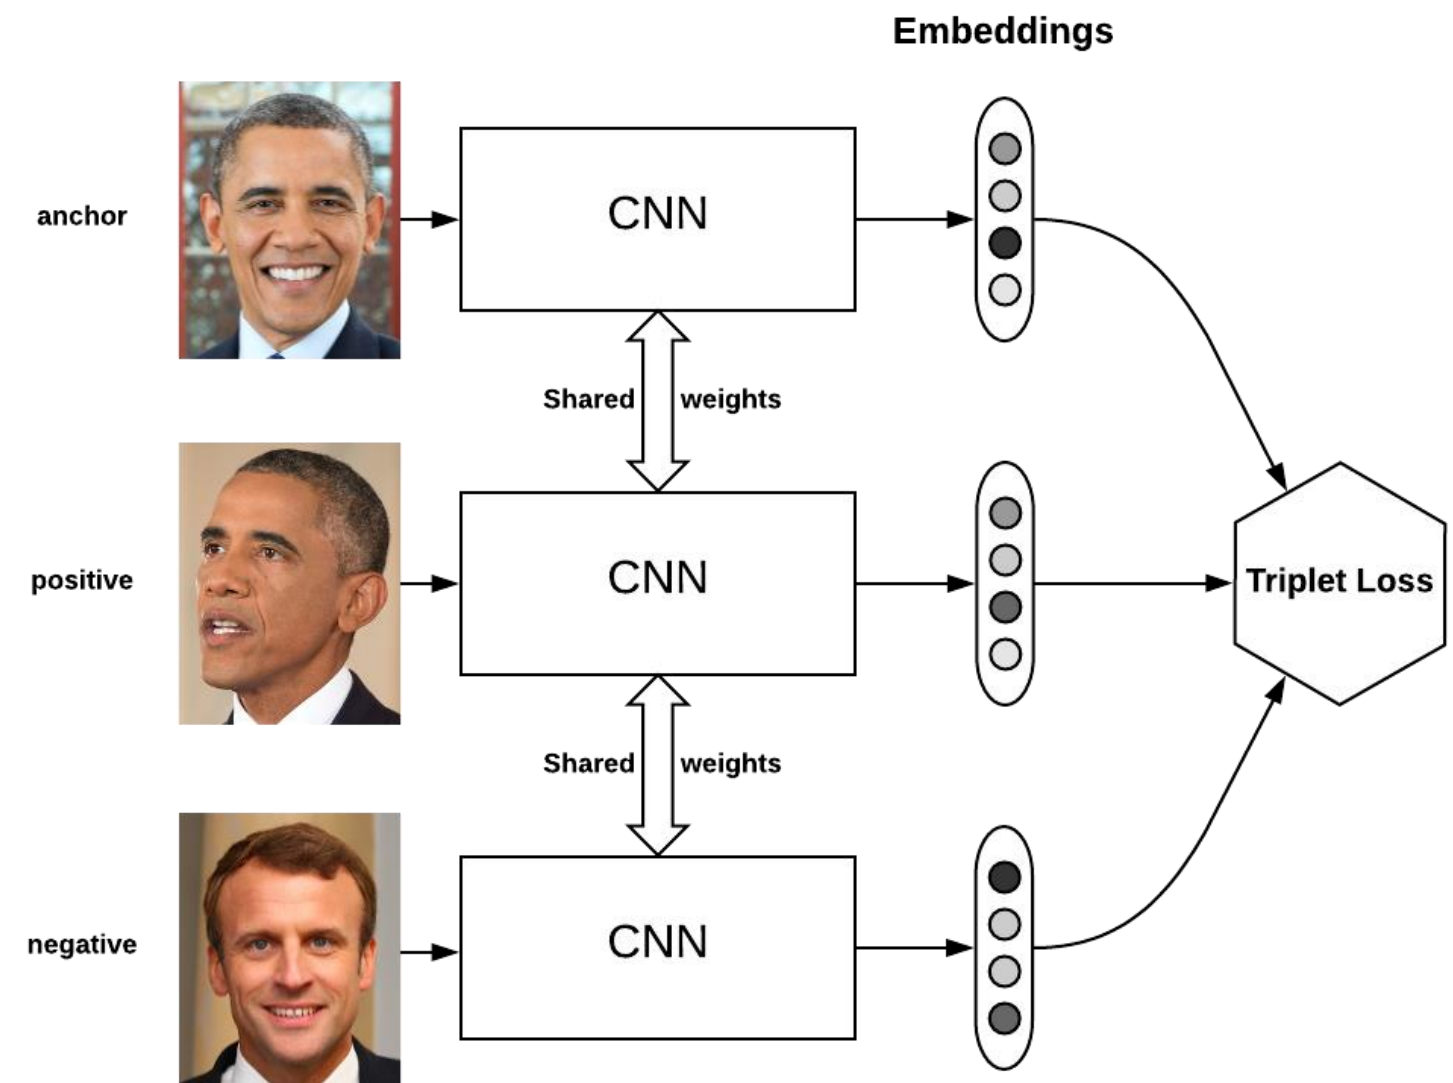 Embeddings
anchor
CNN
Shared weights
positive
CNN
Triplet Loss
Shared weights
negative
CNN